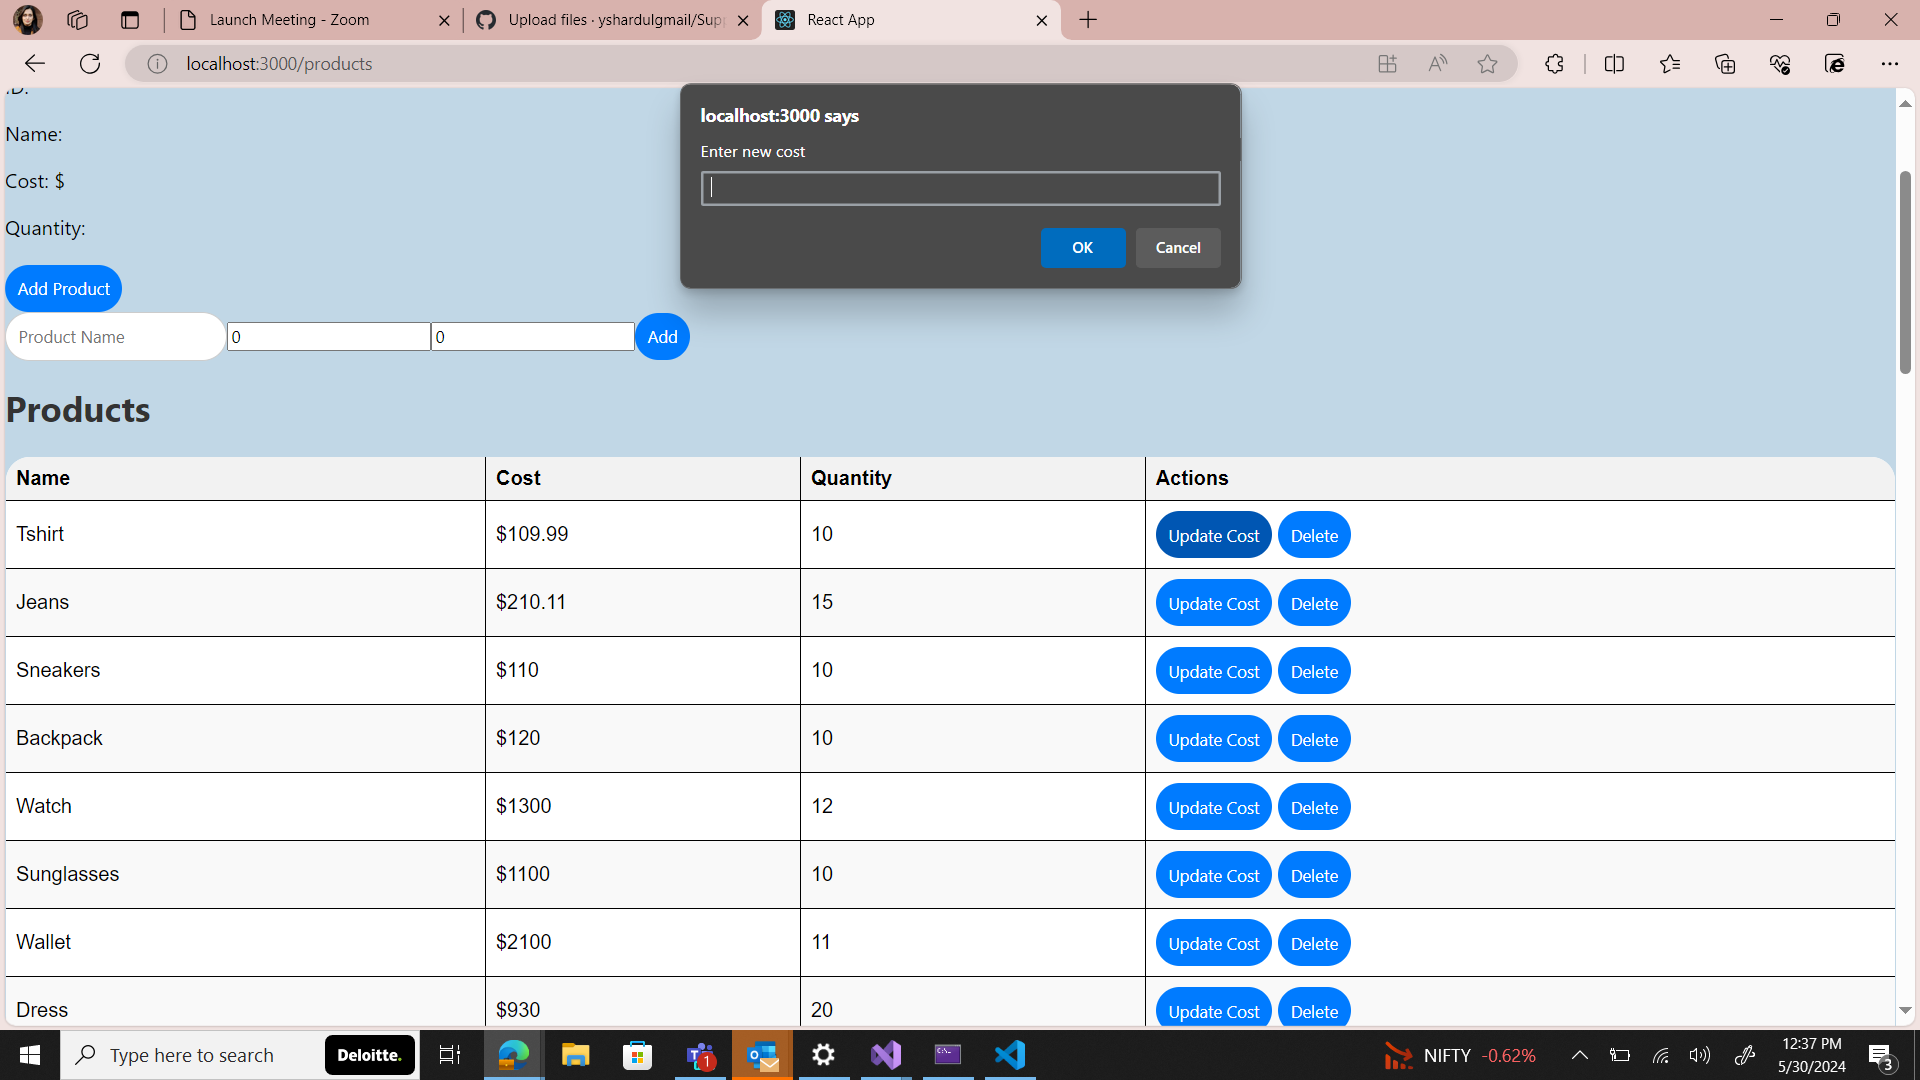 Launch Meeting - Zoom
Upload files · yshardulgmail/Sup
React App
localhost:3000/products
Name:
Cost: $
Quantity:
localhost:3000 says
Enter new cost
OK Cancel
Add Product
Product Name 0 0 Add
Products
Name Cost Quantity Actions
Tshirt $109.99 10 Update Cost Delete
Jeans $210.11 15 Update Cost Delete
Sneakers $110 10 Update Cost Delete
Backpack $120 10 Update Cost Delete
Watch $1300 12 Update Cost Delete
Sunglasses $1100 10 Update Cost Delete
Wallet $2100 11 Update Cost Delete
Dress $930 20 Update Cost Delete
Type here to search Deloitte. 1 NIFTY -0.62% 12:37 PM
5/30/2024 3